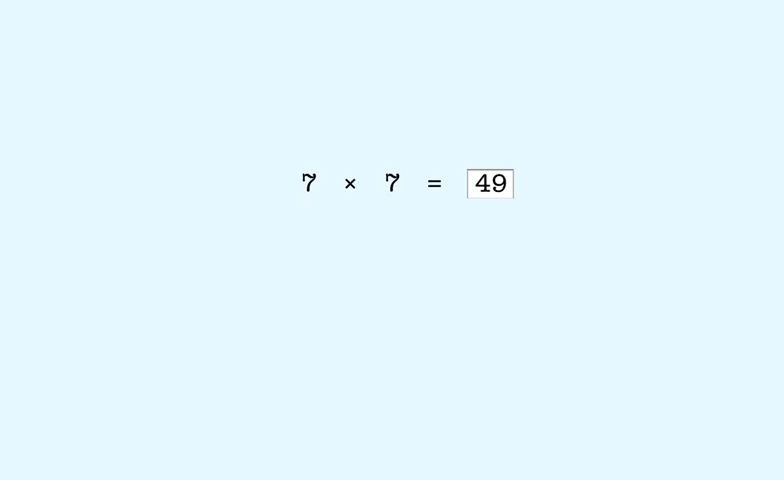 7 × 7 = 49